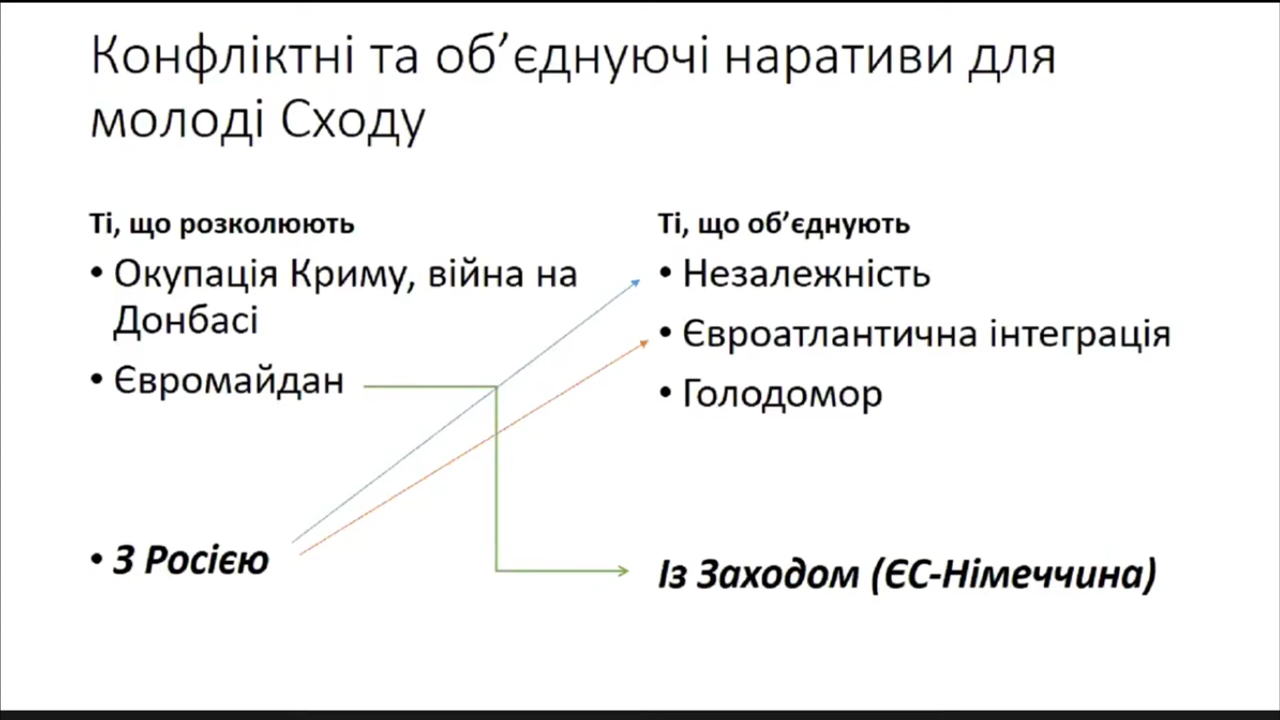 Конфліктні та об’єднуючі наративи для
молоді Сходу
Ті, що розколюють
• Окупація Криму, війна на
Донбасі
• Євромайдан
• З Росією
Ті, що об’єднують
• Незалежність
• Євроатлантична інтеграція
• Голодомор
Із Заходом (ЄС-Німеччина)